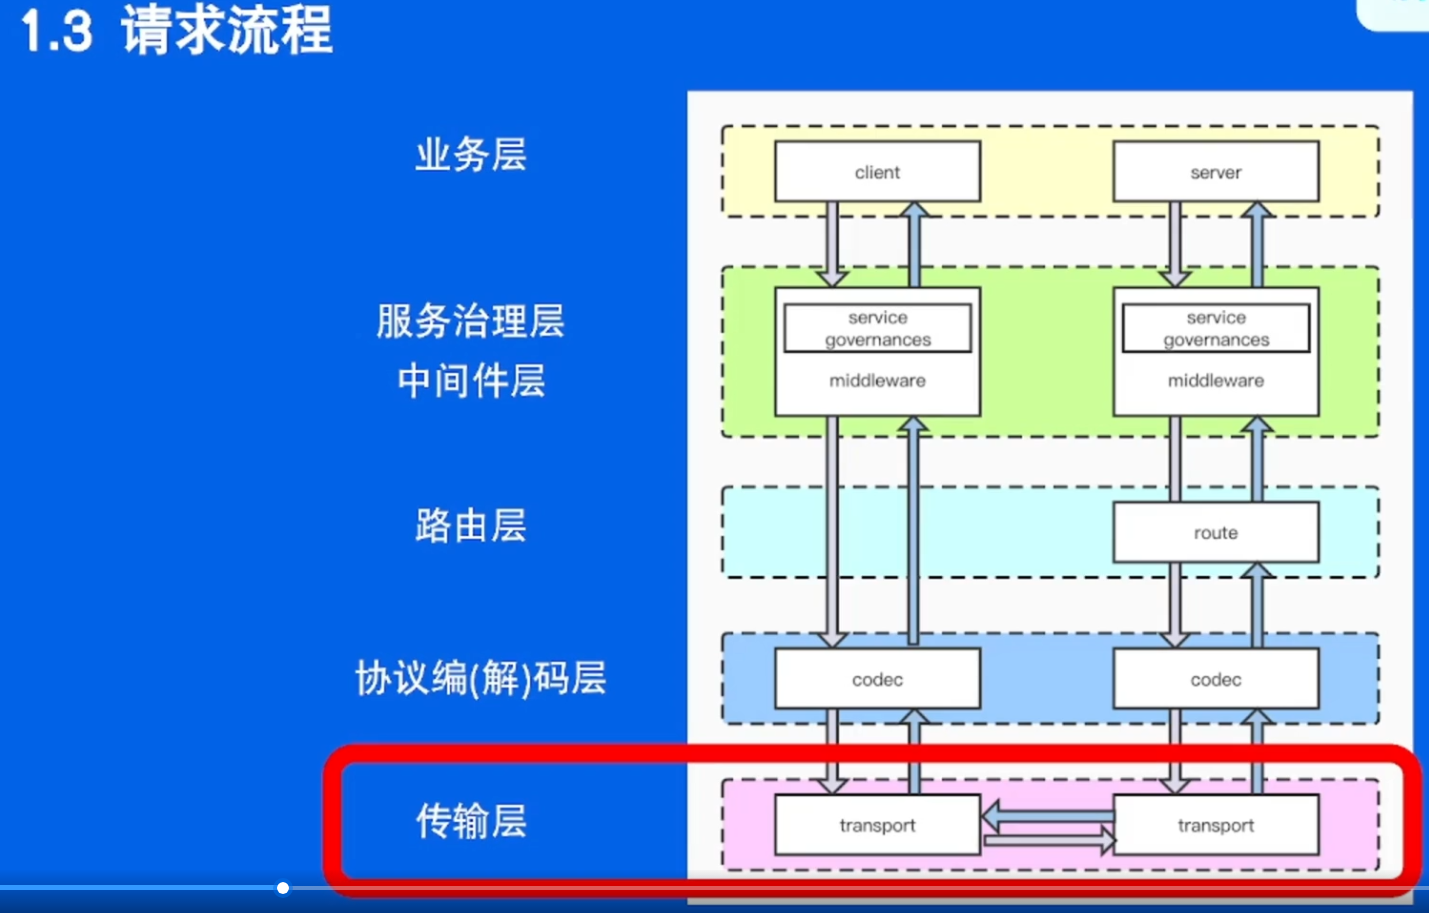 1.3 请求流程
业务层
client
server
服务治理层
中间件层
service
governances
middleware
service
governances
middleware
路由层
route
协议编(解)码层
codec
codec
传输层
transport
transport